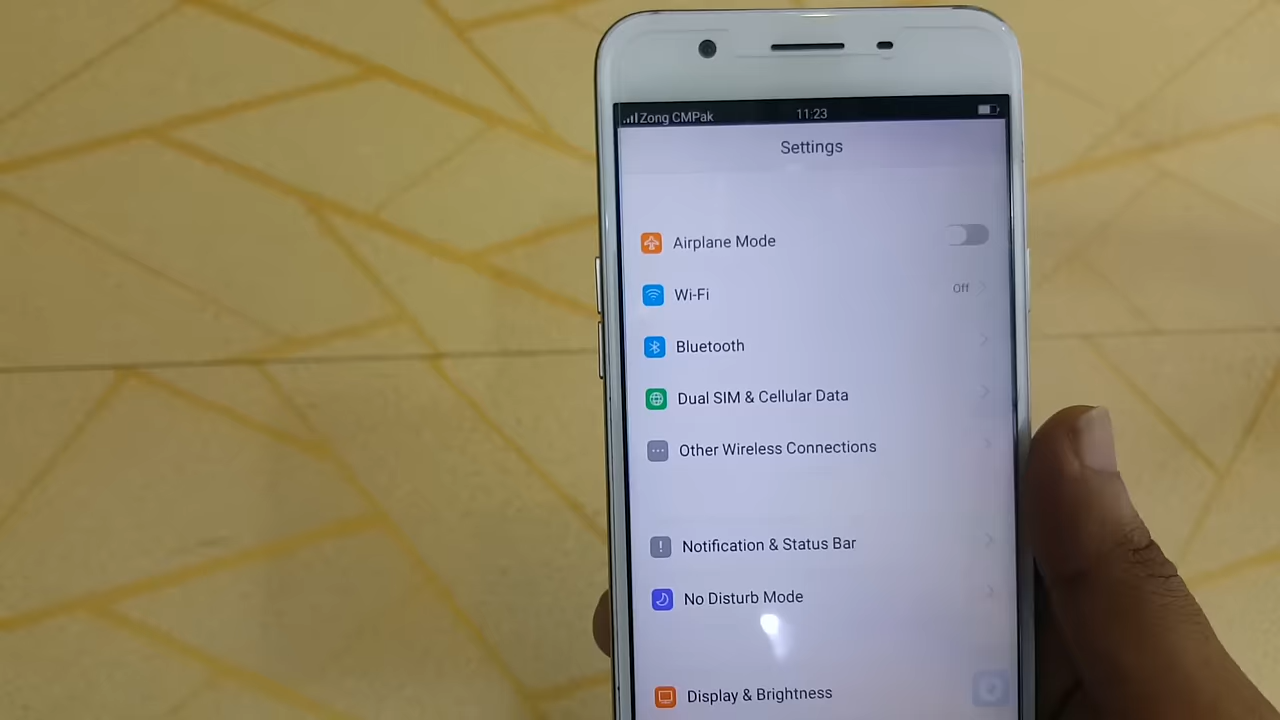 Zong CMPak 11:23
Settings
Airplane Mode
Wi-Fi Off
Bluetooth
Dual SIM & Cellular Data
Other Wireless Connections
Notification & Status Bar
No Disturb Mode
Display & Brightness